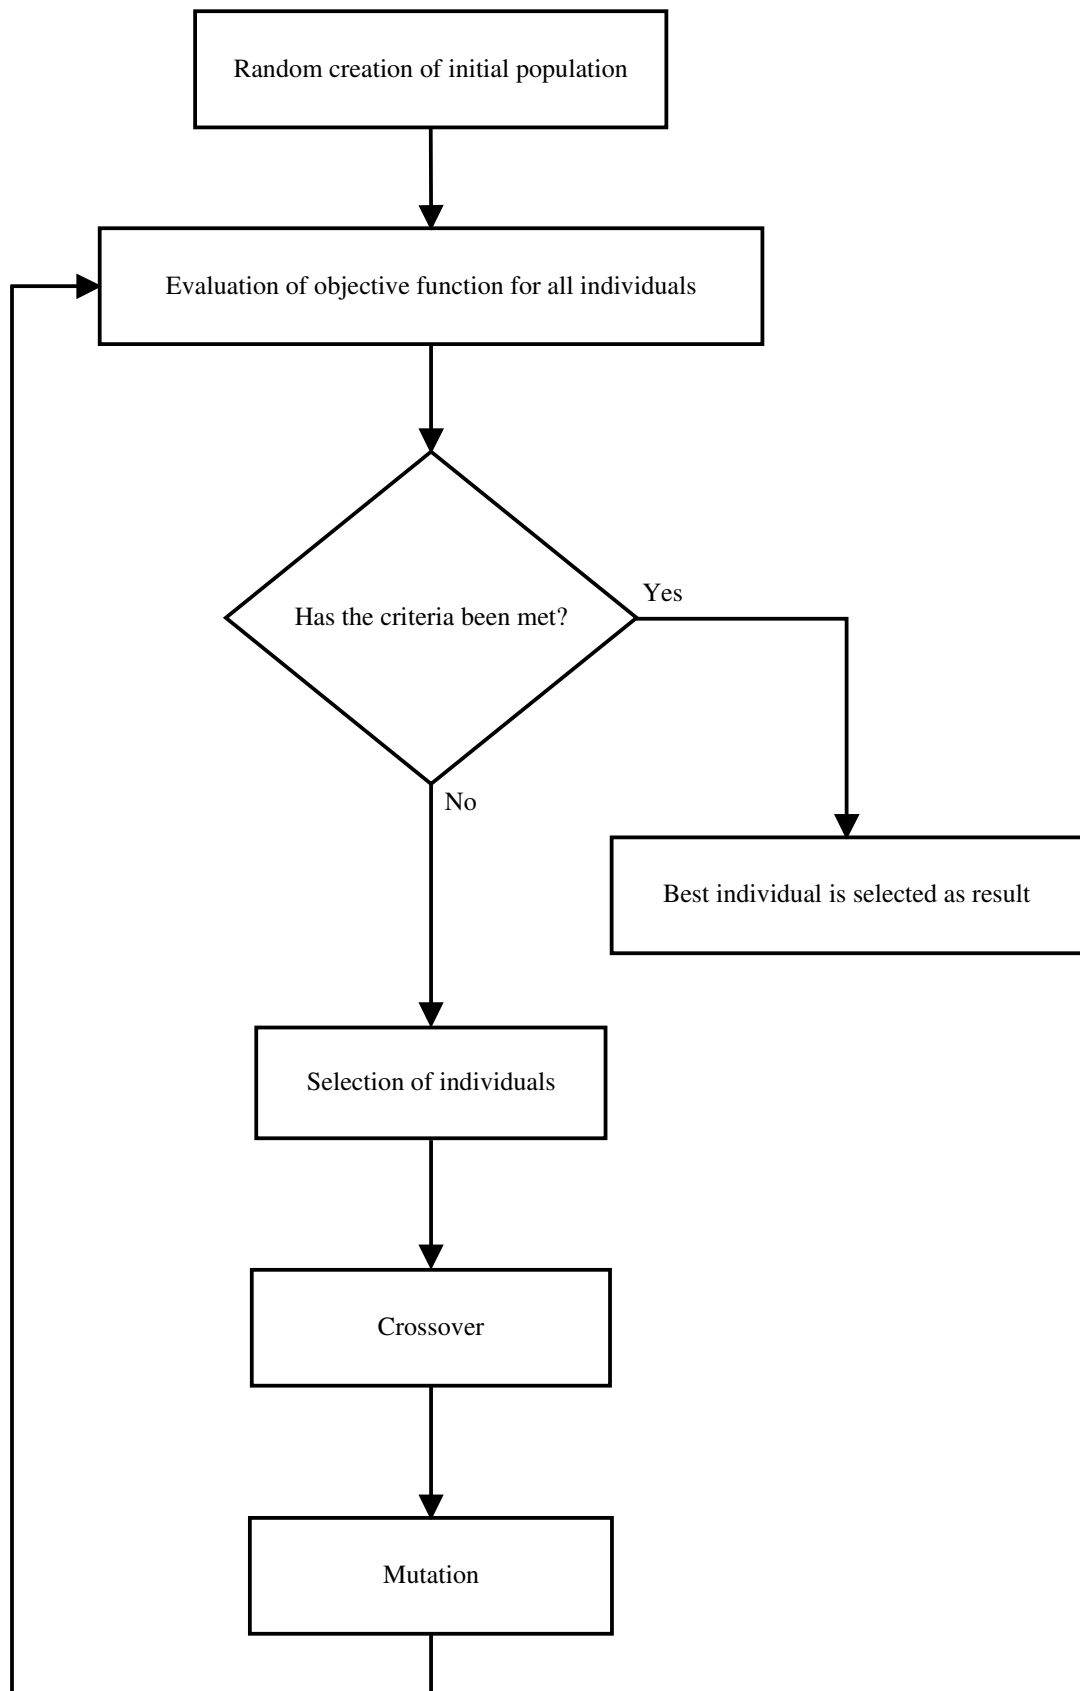 Random creation of initial population
Evaluation of objective function for all individuals
Has the criteria been met?
Yes
No
Best individual is selected as result
Selection of individuals
Crossover
Mutation